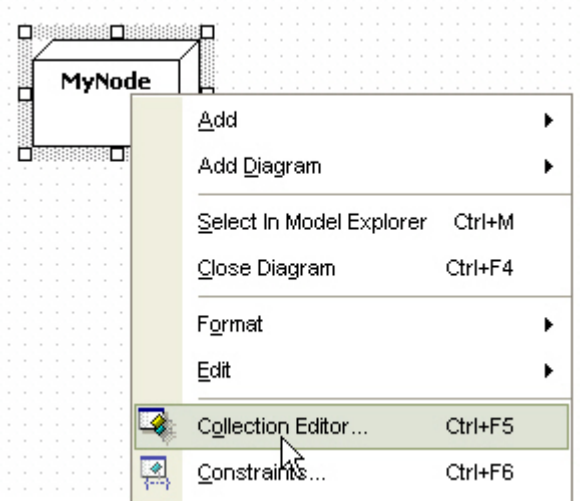 MyNode
Add
Add Diagram
Select In Model Explorer Ctrl+M
Close Diagram Ctrl+F4
Format
Edit
Collection Editor... Ctrl+F5
Constraints... Ctrl+F6